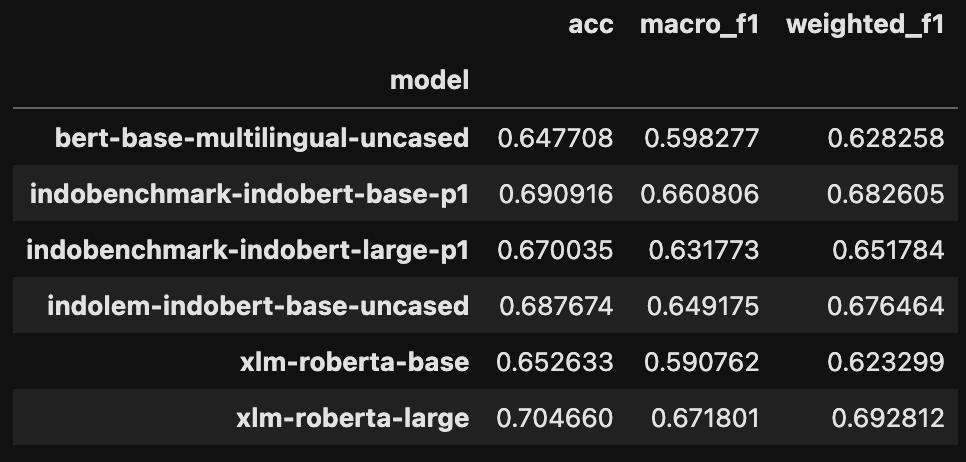 acc macro_f1 weighted_f1
model
bert-base-multilingual-uncased 0.647708 0.598277 0.628258
indobenchmark-indobert-base-p1 0.690916 0.660806 0.682605
indobenchmark-indobert-large-p1 0.670035 0.631773 0.651784
indolem-indobert-base-uncased 0.687674 0.649175 0.676464
xlm-roberta-base 0.652633 0.590762 0.623299
xlm-roberta-large 0.704660 0.671801 0.692812